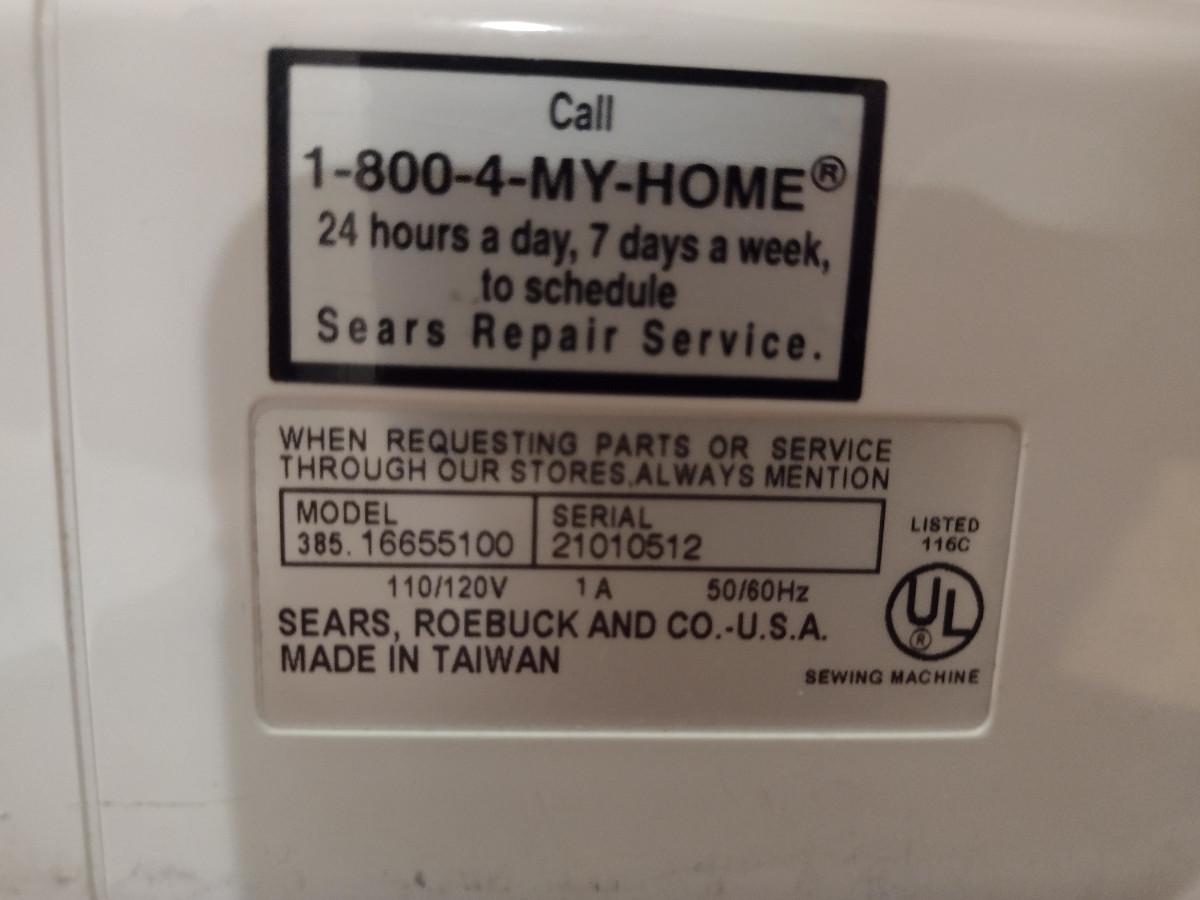 Call
1-800-4-MY-HOME®
24 hours a day, 7 days a week,
to schedule
Sears Repair Service.
WHEN REQUESTING PARTS OR SERVICE
THROUGH OUR STORES,ALWAYS MENTION
MODEL
385. 16655100
SERIAL
21010512
LISTED
116C
110/120V 1 A 50/60Hz
UL®
SEARS, ROEBUCK AND CO.-U.S.A.
MADE IN TAIWAN
SEWING MACHINE